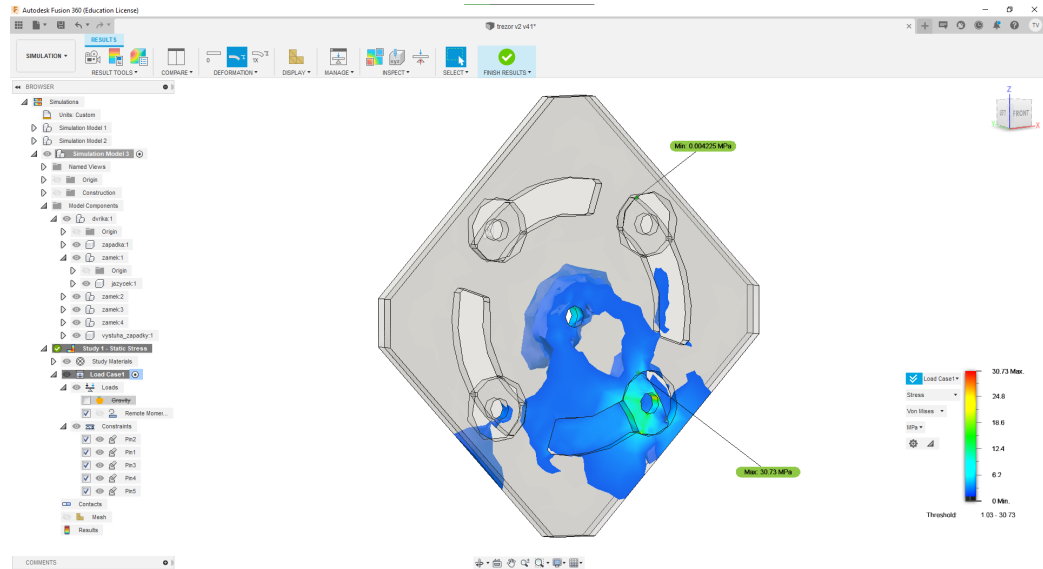 Autodesk Fusion 360 (Education License)
trezor v2 v41*
TV
RESULTS
SIMULATION
RESULT TOOLS
COMPARE
DEFORMATION
DISPLAY
MANAGE
INSPECT
SELECT
FINISH RESULTS
BROWSER
Simulations
Units: Custom
Simulation Model 1
Simulation Model 2
Simulation Model 3
Named Views
Origin
Construction
Model Components
dvirka:1
Origin
zapadka:1
zamek:1
Origin
jazycek:1
zamek:2
zamek:3
zamek:4
vystuha_zapadky:1
Study 1 - Static Stress
Study Materials
Load Case1
Loads
Gravity
Remote Momer...
Constraints
Pin2
Pin1
Pin3
Pin4
Pin5
Contacts
Mesh
Results
COMMENTS
Min: 0.004225 MPa
Max: 30.73 MPa
Z
FRONT
X
Load Case1
Stress
Von Mises
MPa
30.73 Max.
24.8
18.6
12.4
6.2
0 Min.
Threshold 1.03 - 30.73